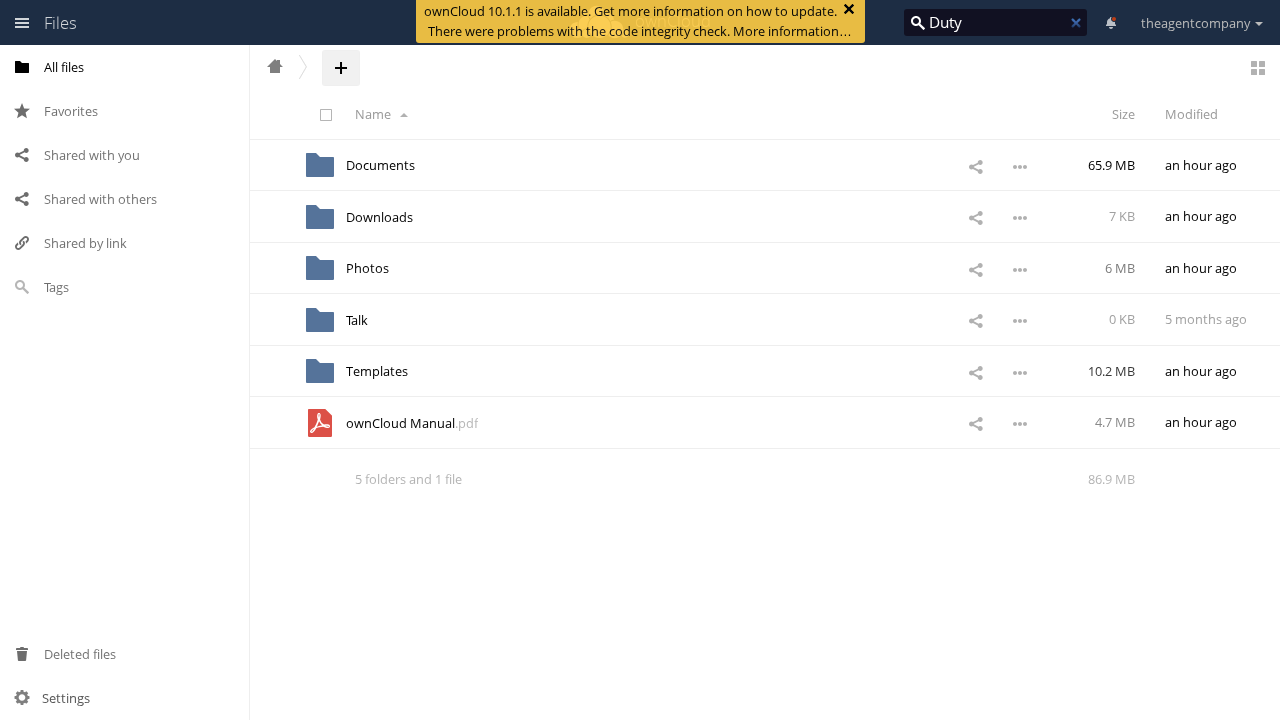 Files
ownCloud 10.1.1 is available. Get more information on how to update.
There were problems with the code integrity check. More information…
Duty
theagentcompany
All files
Favorites
Shared with you
Shared with others
Shared by link
Tags
Deleted files
Settings
Name
Size
Modified
Documents
65.9 MB
an hour ago
Downloads
7 KB
an hour ago
Photos
6 MB
an hour ago
Talk
0 KB
5 months ago
Templates
10.2 MB
an hour ago
ownCloud Manual.pdf
4.7 MB
an hour ago
5 folders and 1 file
86.9 MB